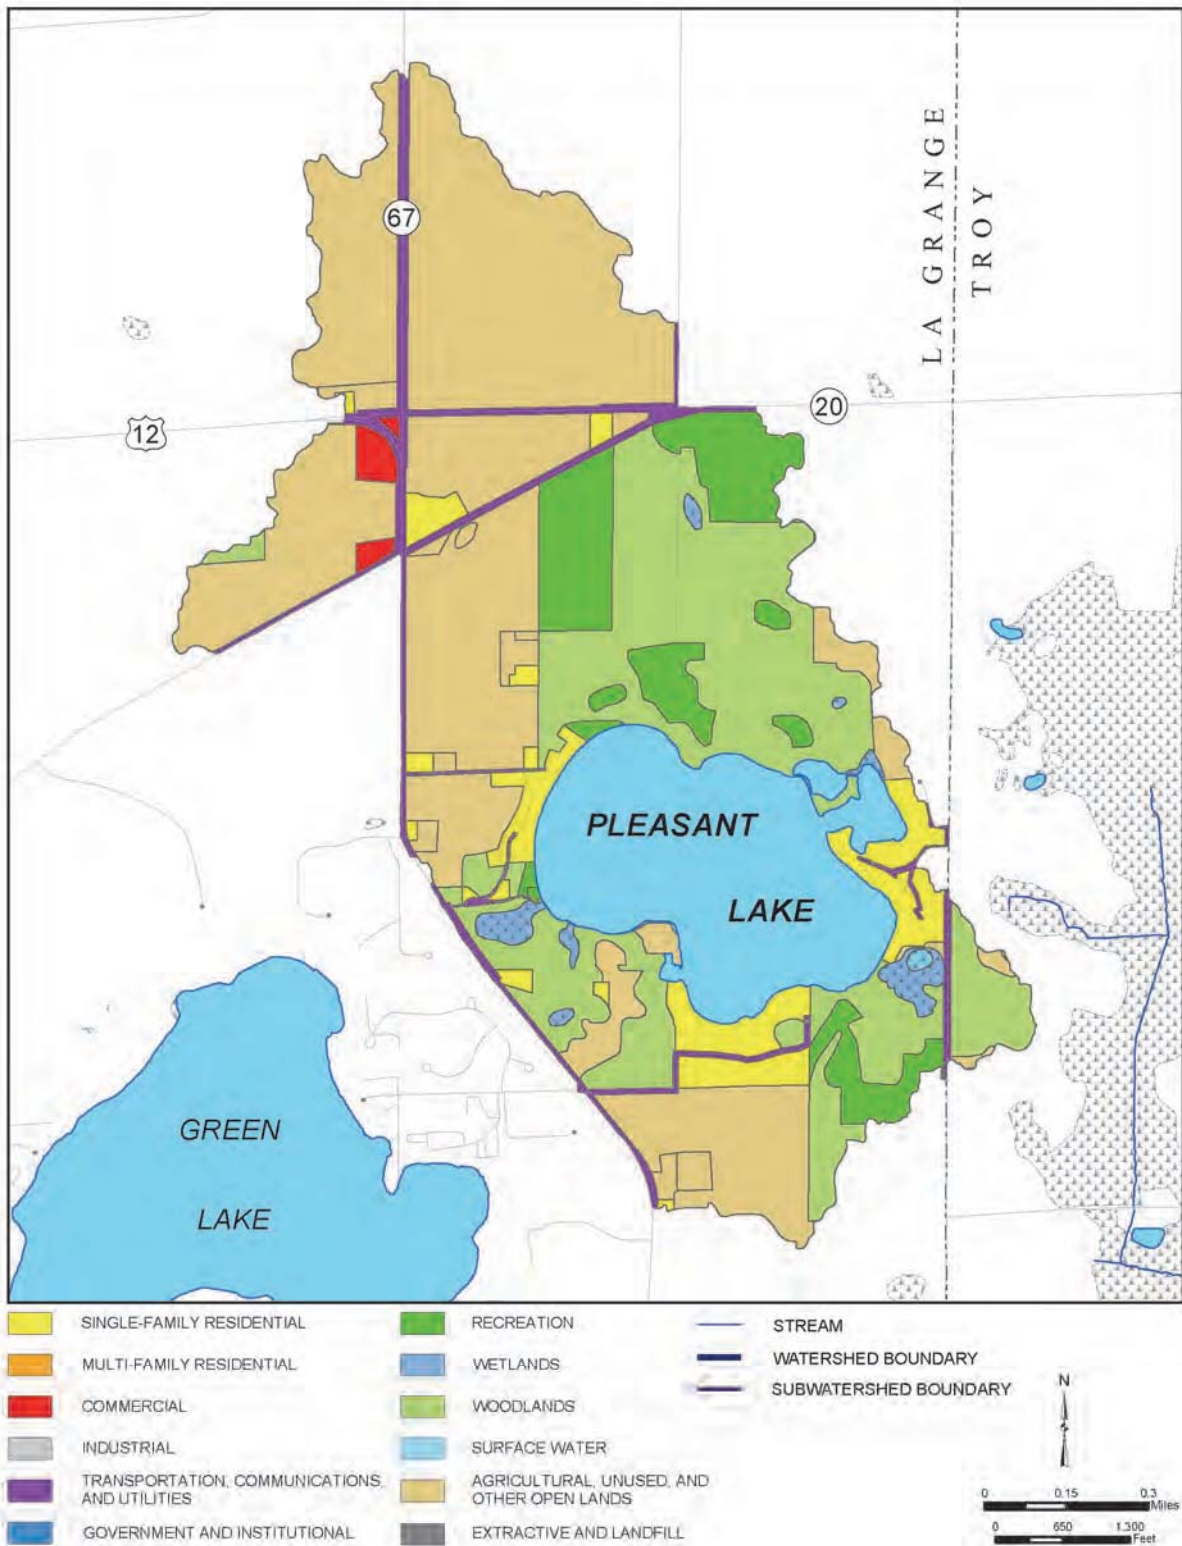 67
LA GRANGE
TROY
12
20
PLEASANT
LAKE
GREEN
LAKE
SINGLE-FAMILY RESIDENTIAL
MULTI-FAMILY RESIDENTIAL
COMMERCIAL
INDUSTRIAL
TRANSPORTATION, COMMUNICATIONS,
AND UTILITIES
GOVERNMENT AND INSTITUTIONAL
RECREATION
WETLANDS
WOODLANDS
SURFACE WATER
AGRICULTURAL, UNUSED, AND
OTHER OPEN LANDS
EXTRACTIVE AND LANDFILL
STREAM
WATERSHED BOUNDARY
SUBWATERSHED BOUNDARY
N
0 0.15 0.3
Miles
0 650 1,300
Feet